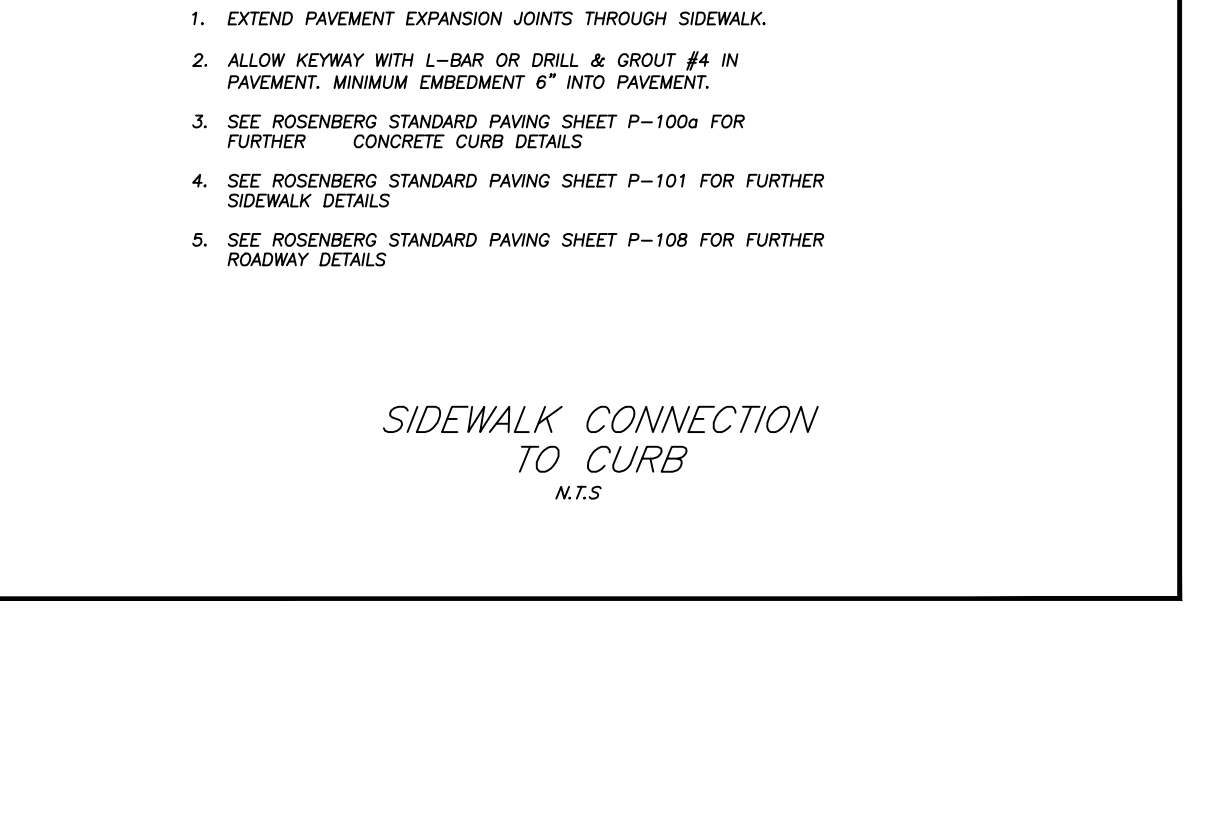 1. EXTEND PAVEMENT EXPANSION JOINTS THROUGH SIDEWALK.
2. ALLOW KEYWAY WITH L-BAR OR DRILL & GROUT #4 IN
PAVEMENT. MINIMUM EMBEDMENT 6" INTO PAVEMENT.
3. SEE ROSENBERG STANDARD PAVING SHEET P-100a FOR
FURTHER CONCRETE CURB DETAILS
4. SEE ROSENBERG STANDARD PAVING SHEET P-101 FOR FURTHER
SIDEWALK DETAILS
5. SEE ROSENBERG STANDARD PAVING SHEET P-108 FOR FURTHER
ROADWAY DETAILS
SIDEWALK CONNECTION
TO CURB
N.T.S